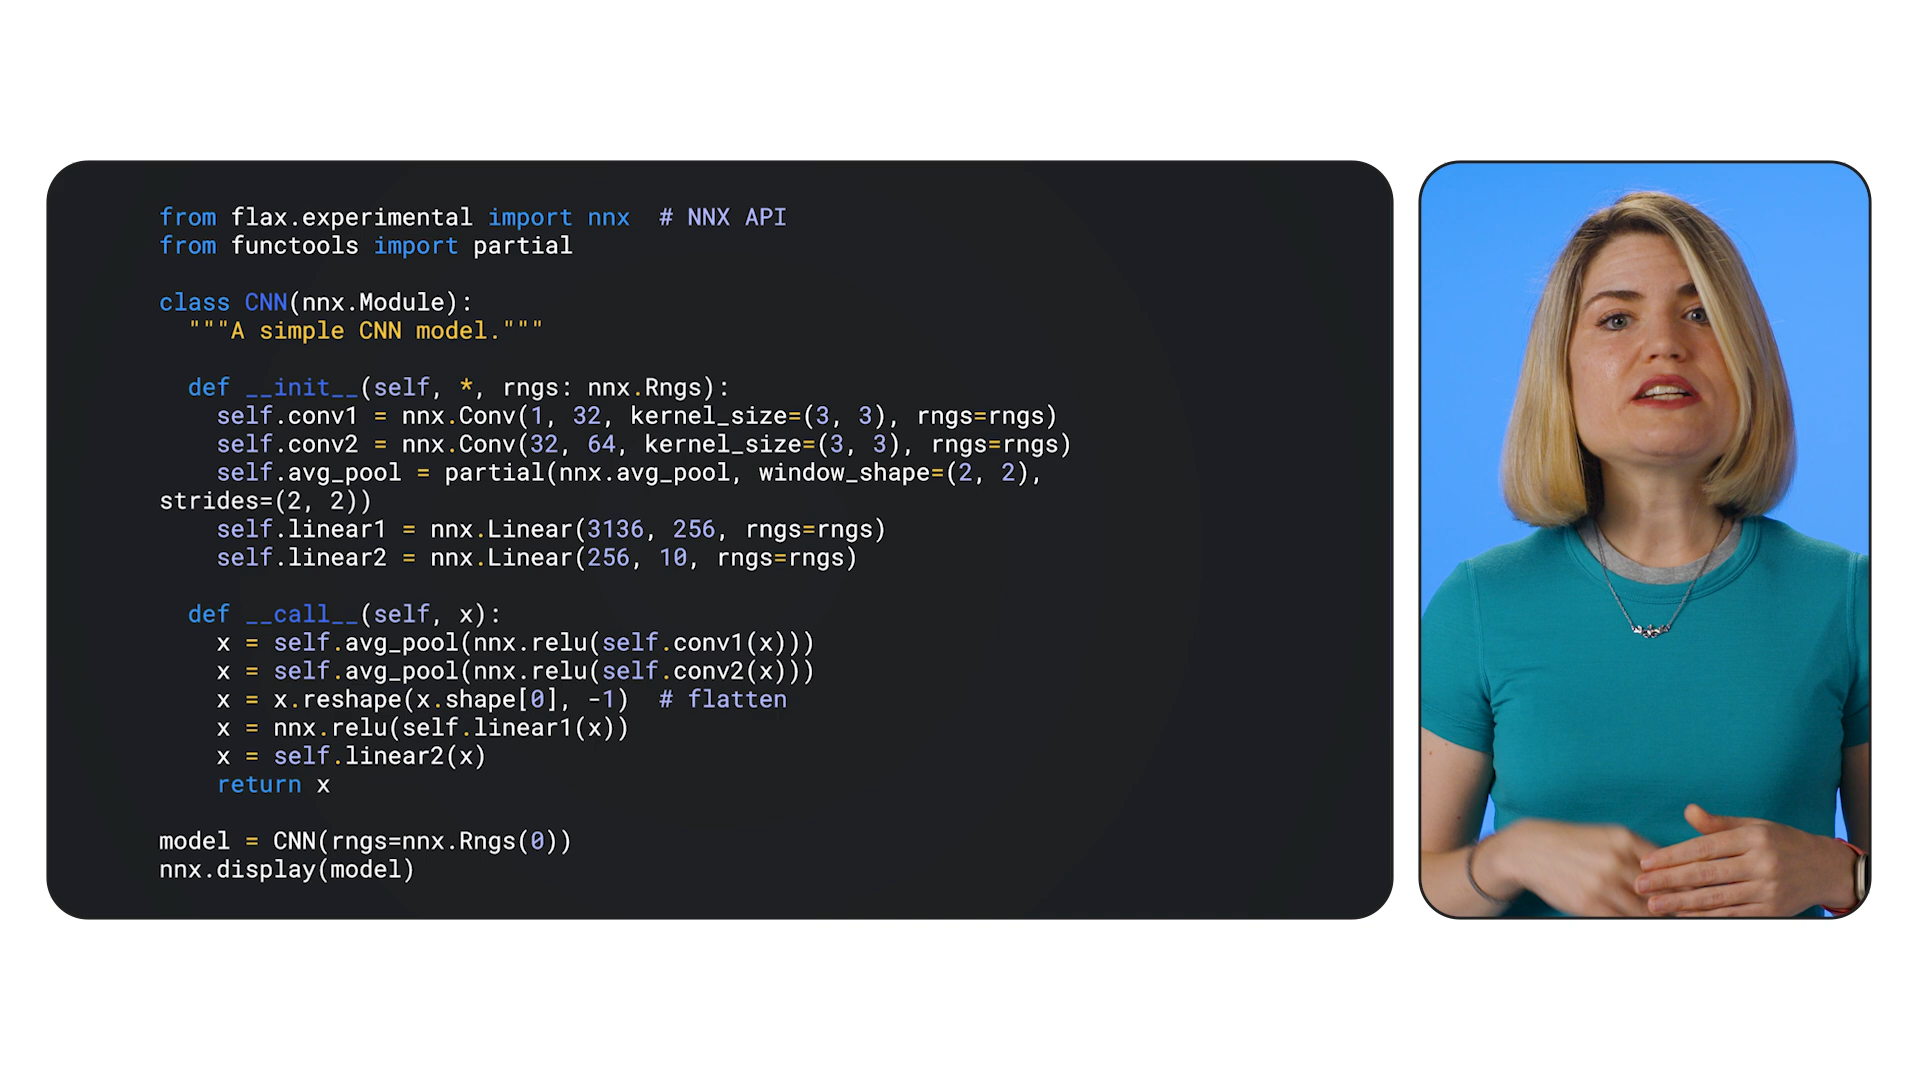 from flax.experimental import nnx  # NNX API
from functools import partial

class CNN(nnx.Module):
  """A simple CNN model."""

  def __init__(self, *, rngs: nnx.Rngs):
    self.conv1 = nnx.Conv(1, 32, kernel_size=(3, 3), rngs=rngs)
    self.conv2 = nnx.Conv(32, 64, kernel_size=(3, 3), rngs=rngs)
    self.avg_pool = partial(nnx.avg_pool, window_shape=(2, 2),
strides=(2, 2))
    self.linear1 = nnx.Linear(3136, 256, rngs=rngs)
    self.linear2 = nnx.Linear(256, 10, rngs=rngs)

  def __call__(self, x):
    x = self.avg_pool(nnx.relu(self.conv1(x)))
    x = self.avg_pool(nnx.relu(self.conv2(x)))
    x = x.reshape(x.shape[0], -1)  # flatten
    x = nnx.relu(self.linear1(x))
    x = self.linear2(x)
    return x

model = CNN(rngs=nnx.Rngs(0))
nnx.display(model)